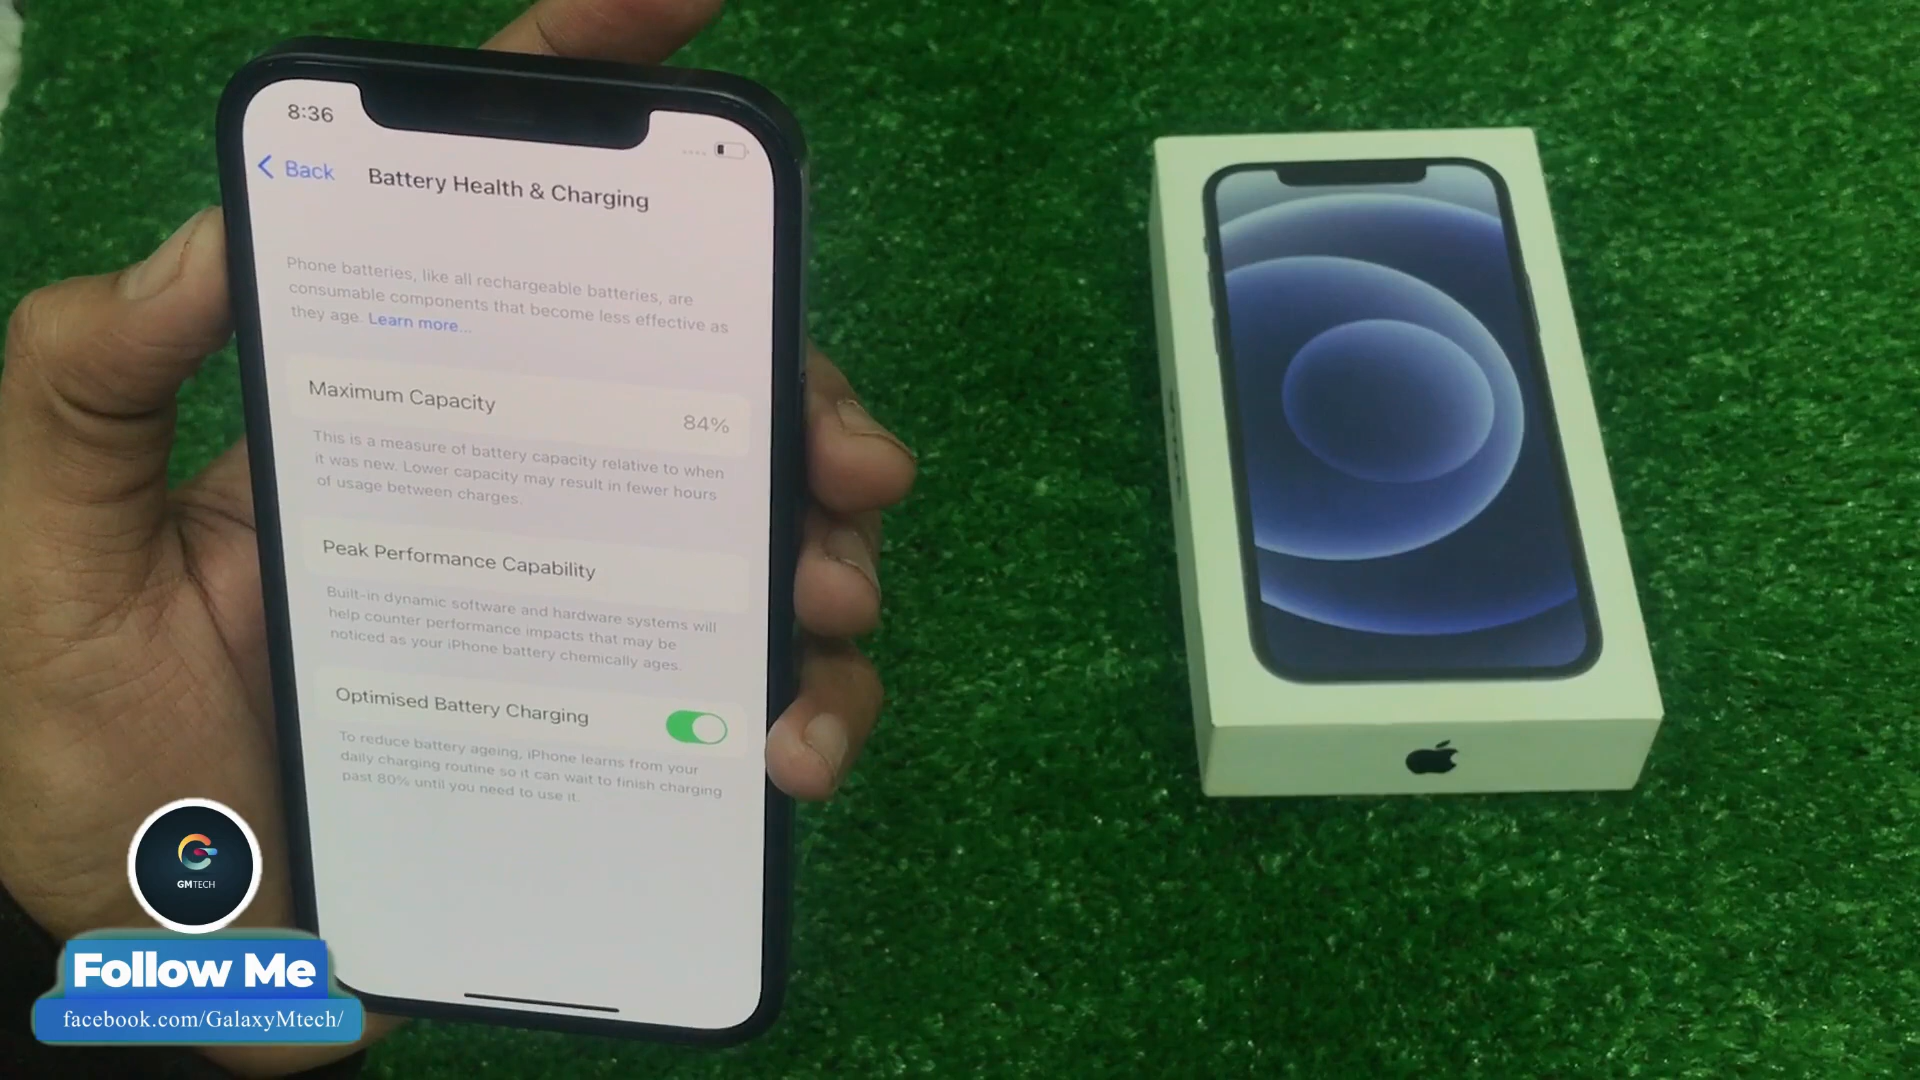 8:36
Back
Battery Health & Charging
Phone batteries, like all rechargeable batteries, are
consumable components that become less effective as
they age. Learn more...
Maximum Capacity
84%
This is a measure of battery capacity relative to when
it was new. Lower capacity may result in fewer hours
of usage between charges.
Peak Performance Capability
Built-in dynamic software and hardware systems will
help counter performance impacts that may be
noticed as your iPhone battery chemically ages.
Optimised Battery Charging
To reduce battery ageing, iPhone learns from your
daily charging routine so it can wait to finish charging
past 80% until you need to use it.
GMTECH
Follow Me
facebook.com/GalaxyMtech/